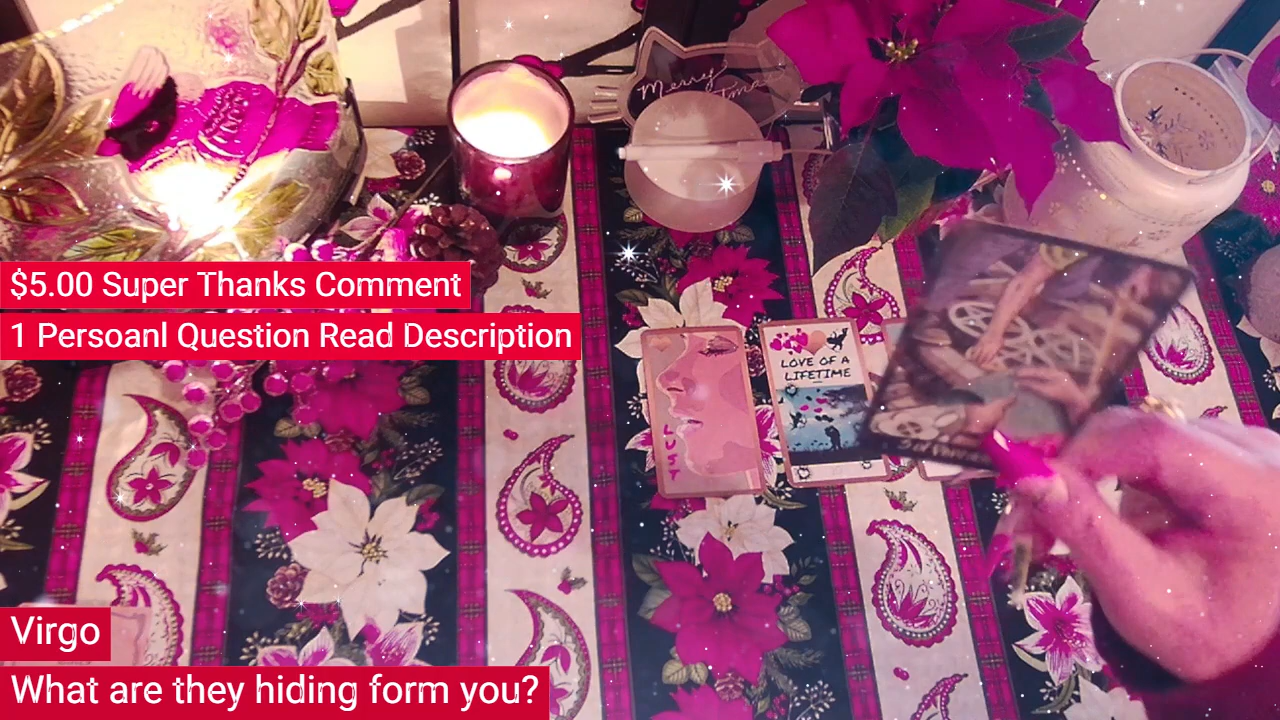 Merry
$5.00 Super Thanks Comment
1 Persoanl Question Read Description
LOVE OF A
LIFETIME
LUST
Virgo
What are they hiding form you?